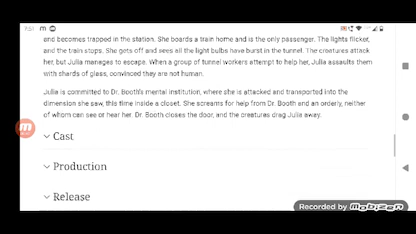 7:51
and becomes trapped in the station. She boards a train home and is the only passenger. The lights flicker,
and the train stops. She gets off and sees all the light bulbs have burst in the tunnel. The creatures attack
her, but Julia manages to escape. When a group of tunnel workers attempt to help her, Julia assaults them
with shards of glass, convinced they are not human.
Julia is committed to Dr. Booth's mental institution, where she is attacked and transported into the
dimension she saw, this time inside a closet. She screams for help from Dr. Booth and an orderly, neither
of whom can see or hear her. Dr. Booth closes the door, and the creatures drag Julia away.
Cast
Production
Release
Recorded by Mobizen